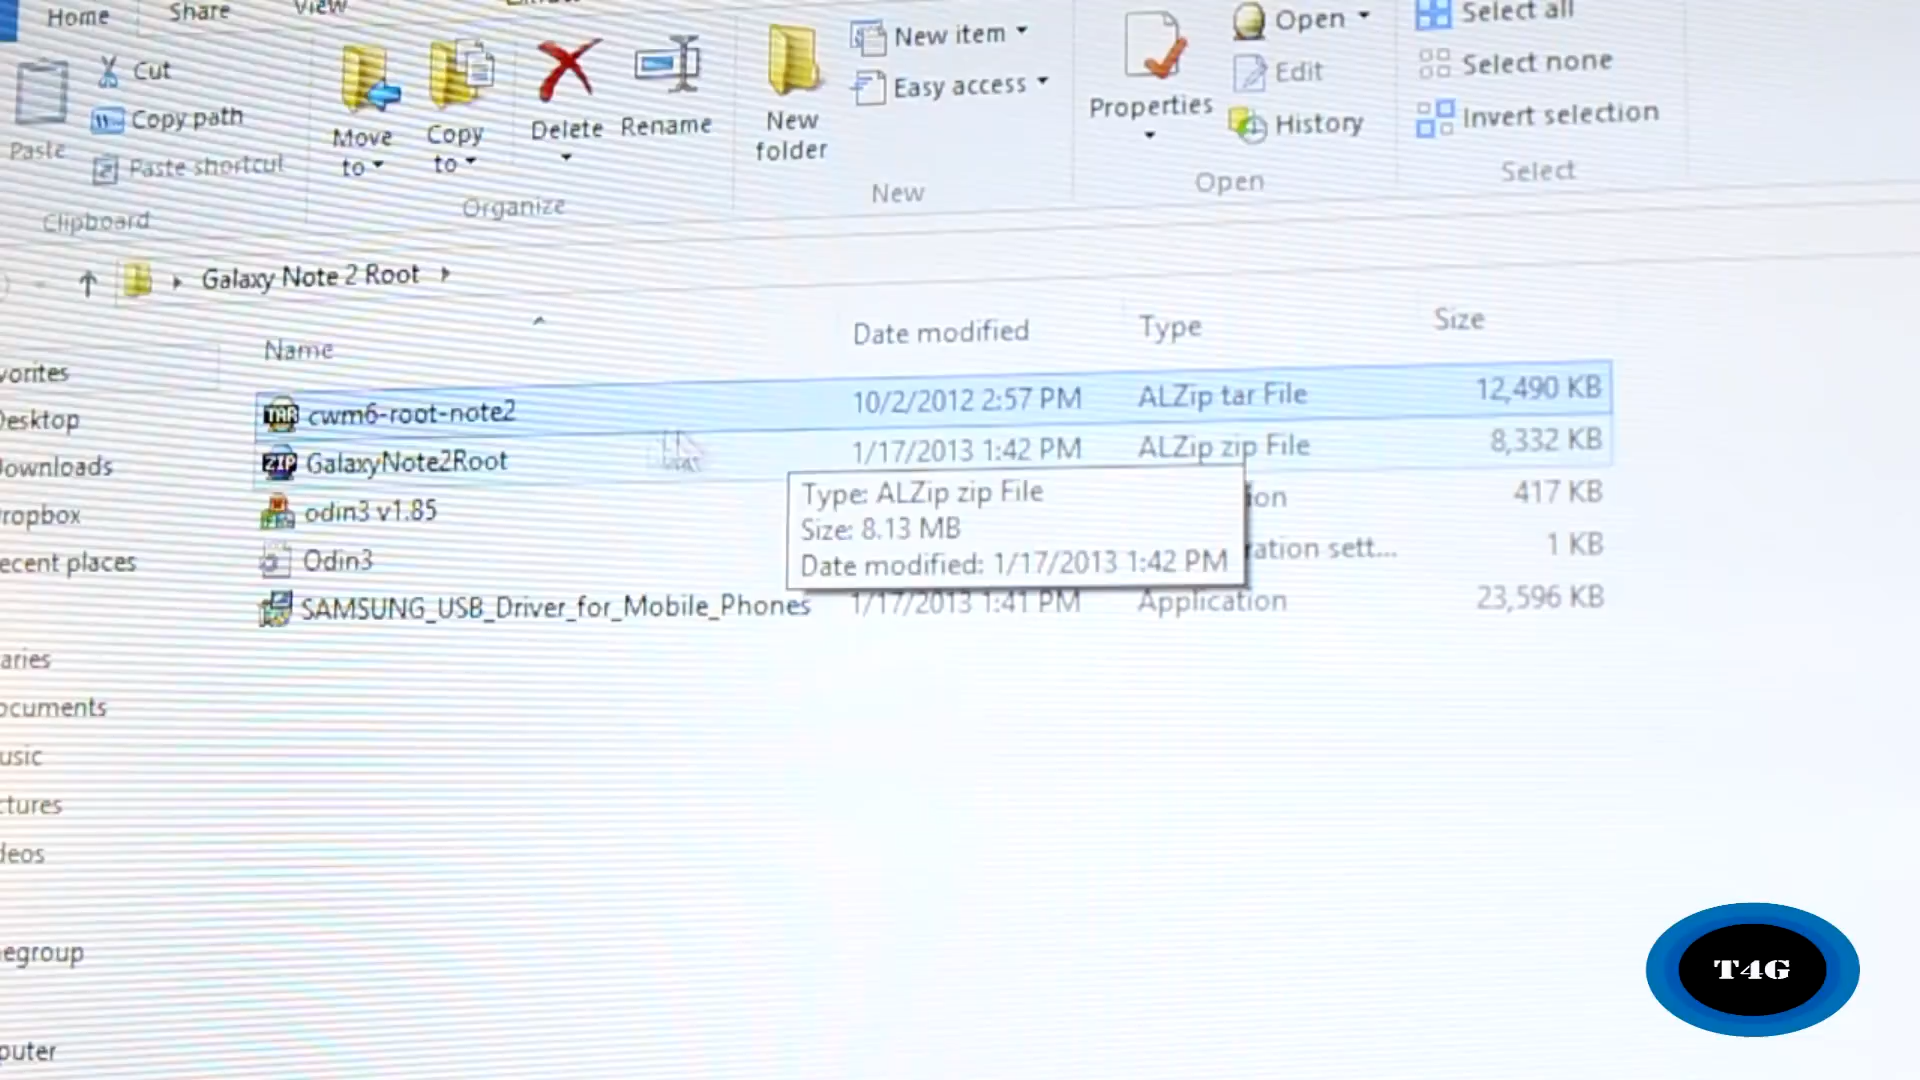 Home Share View
Cut
Copy path
Paste
Paste shortcut
Clipboard
Move to
Copy to
Delete
Rename
Organize
New folder
New item
Easy access
New
Properties
Open
Edit
History
Open
Select all
Select none
Invert selection
Select
Galaxy Note 2 Root
Name Date modified Type Size
cwm6-root-note2 10/2/2012 2:57 PM ALZip tar File 12,490 KB
GalaxyNote2Root 1/17/2013 1:42 PM ALZip zip File 8,332 KB
odin3 v1.85 ion 417 KB
Odin3 ration sett... 1 KB
SAMSUNG_USB_Driver_for_Mobile_Phones 1/17/2013 1:41 PM Application 23,596 KB
Type: ALZip zip File
Size: 8.13 MB
Date modified: 1/17/2013 1:42 PM
vorites
Desktop
Downloads
ropbox
ecent places
aries
ocuments
usic
ctures
deos
egroup
puter
T4G